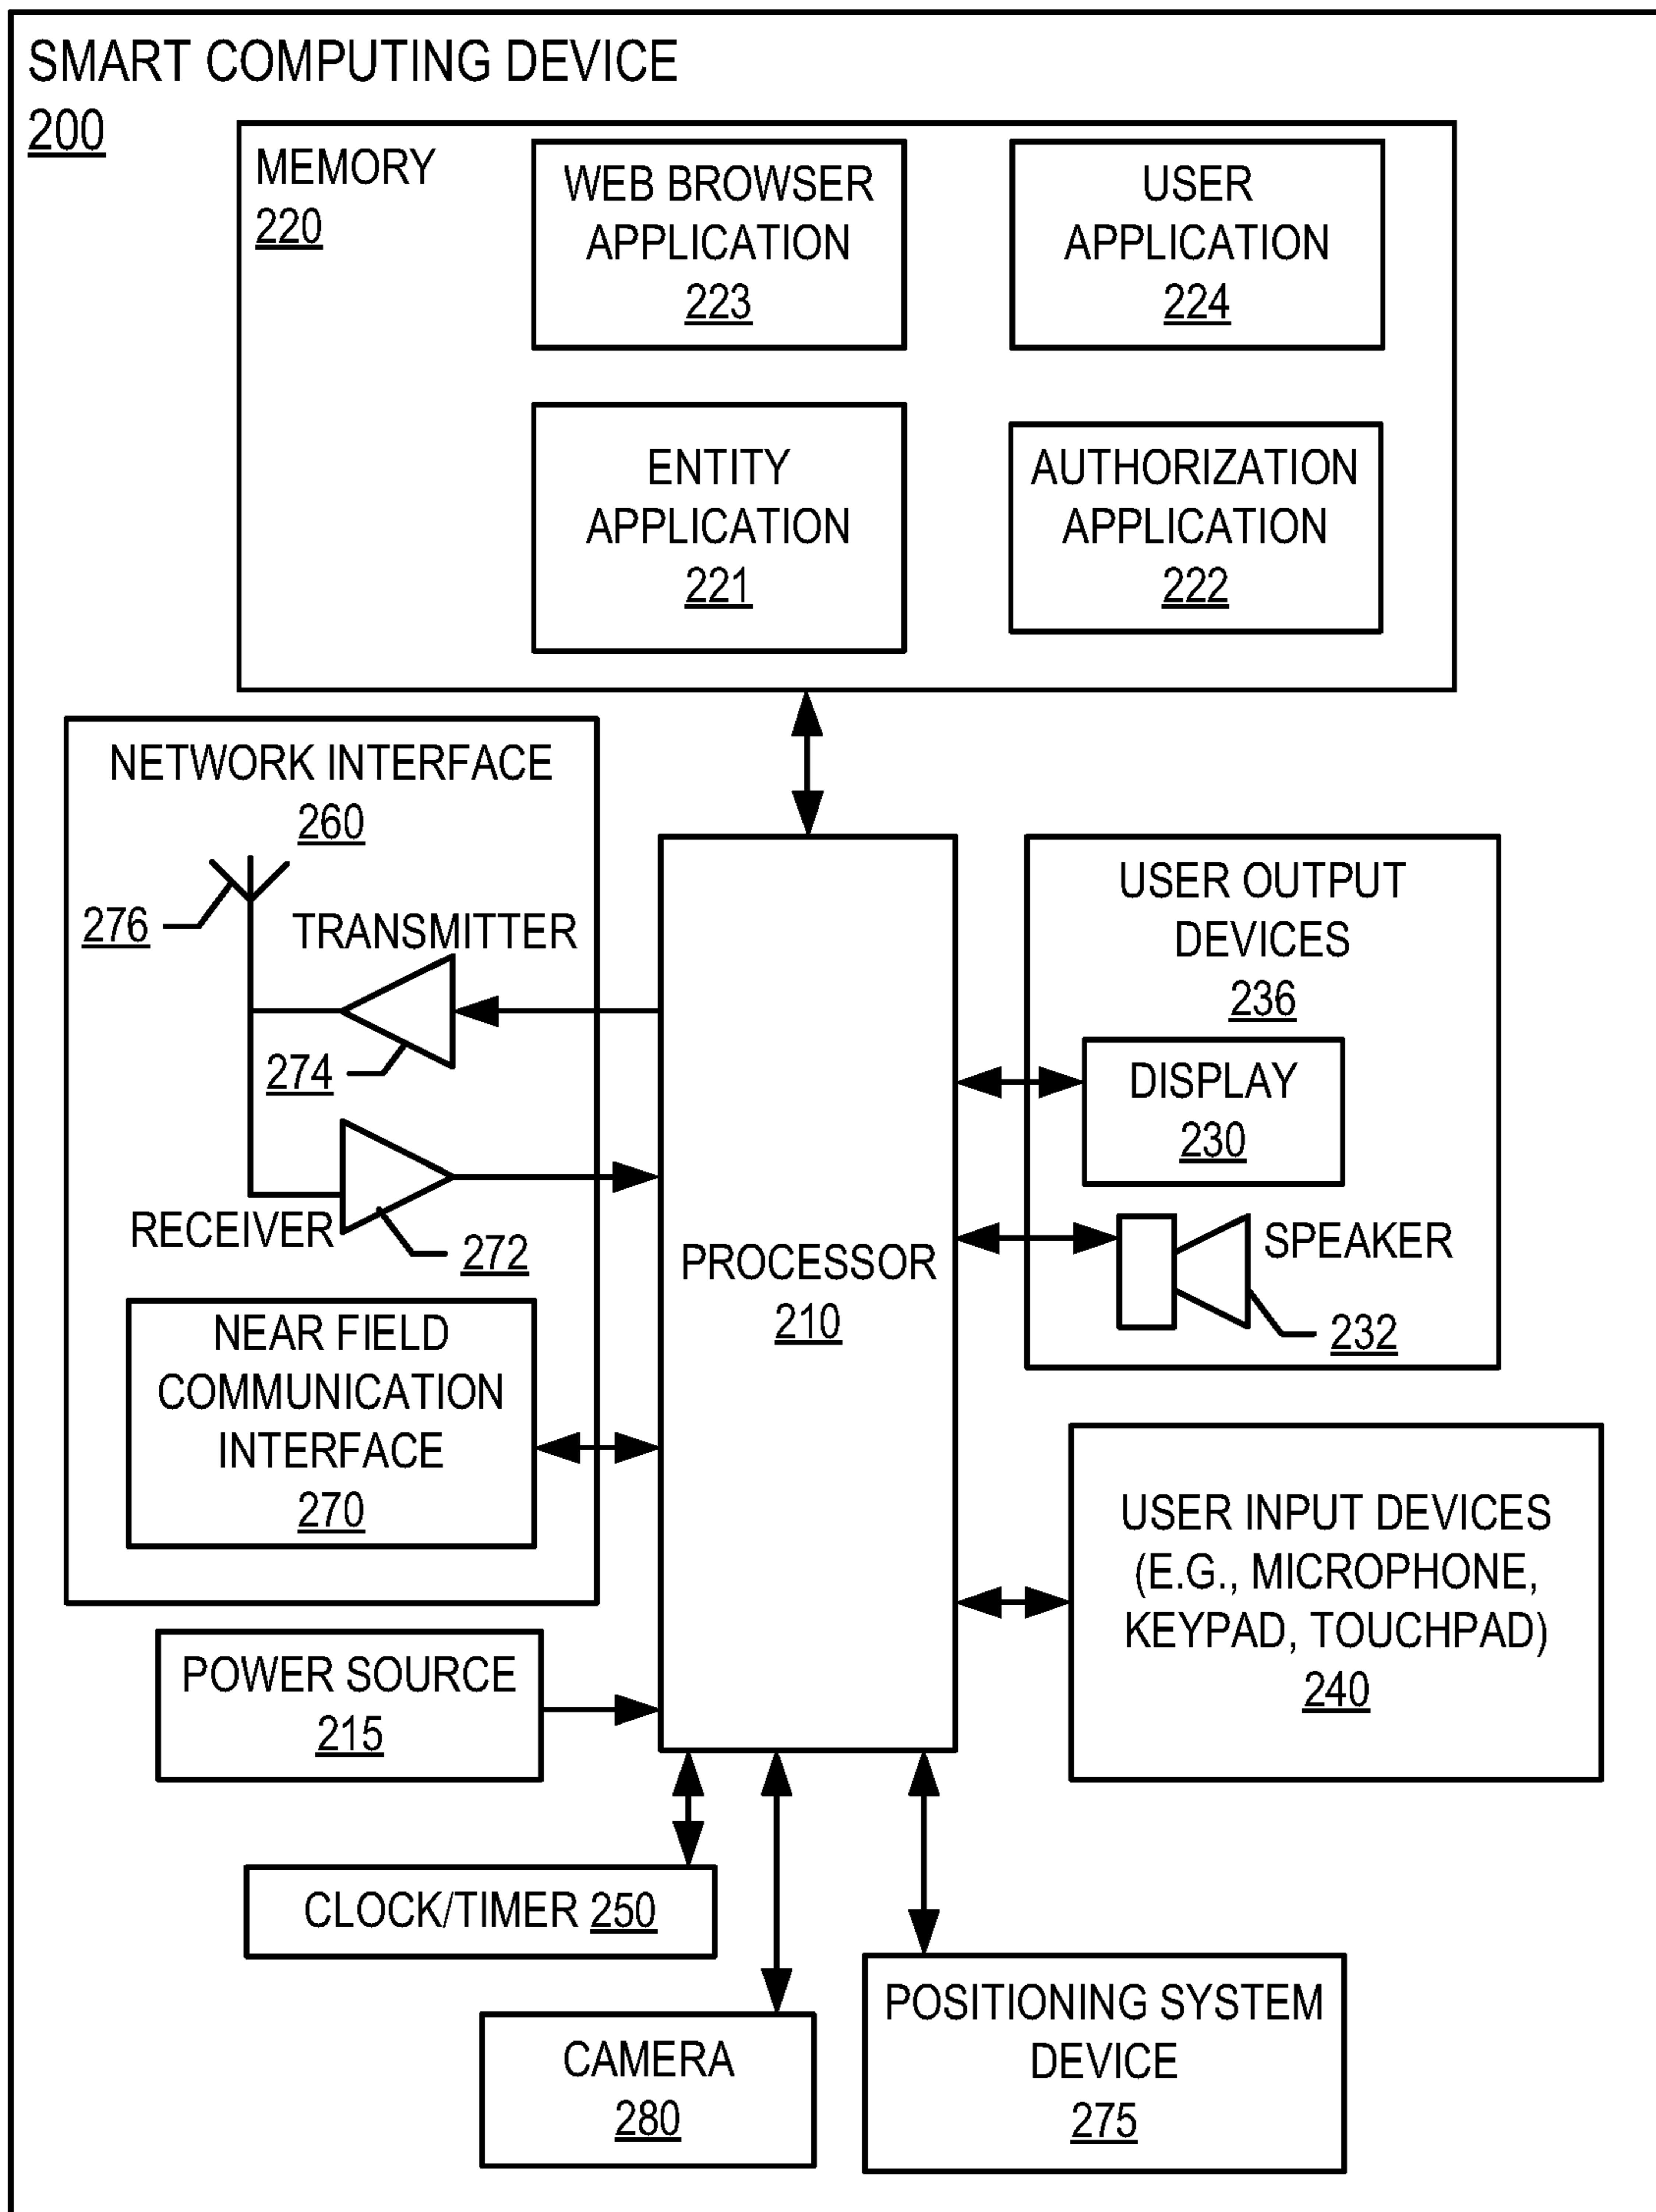 SMART COMPUTING DEVICE
200
MEMORY
220
WEB BROWSER
APPLICATION
223
USER
APPLICATION
224
ENTITY
APPLICATION
221
AUTHORIZATION
APPLICATION
222
NETWORK INTERFACE
260
276
TRANSMITTER
274
RECEIVER
272
NEAR FIELD
COMMUNICATION
INTERFACE
270
PROCESSOR
210
USER OUTPUT
DEVICES
236
DISPLAY
230
SPEAKER
232
USER INPUT DEVICES
(E.G., MICROPHONE,
KEYPAD, TOUCHPAD)
240
POWER SOURCE
215
CLOCK/TIMER 250
CAMERA
280
POSITIONING SYSTEM
DEVICE
275